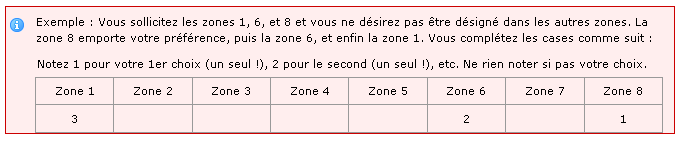 Exemple : Vous sollicitez les zones 1, 6, et 8 et vous ne désirez pas être désigné dans les autres zones. La
zone 8 emporte votre préférence, puis la zone 6, et enfin la zone 1. Vous complétez les cases comme suit :
Notez 1 pour votre 1er choix (un seul !), 2 pour le second (un seul !), etc. Ne rien noter si pas votre choix.
Zone 1 Zone 2 Zone 3 Zone 4 Zone 5 Zone 6 Zone 7 Zone 8
3 2 1